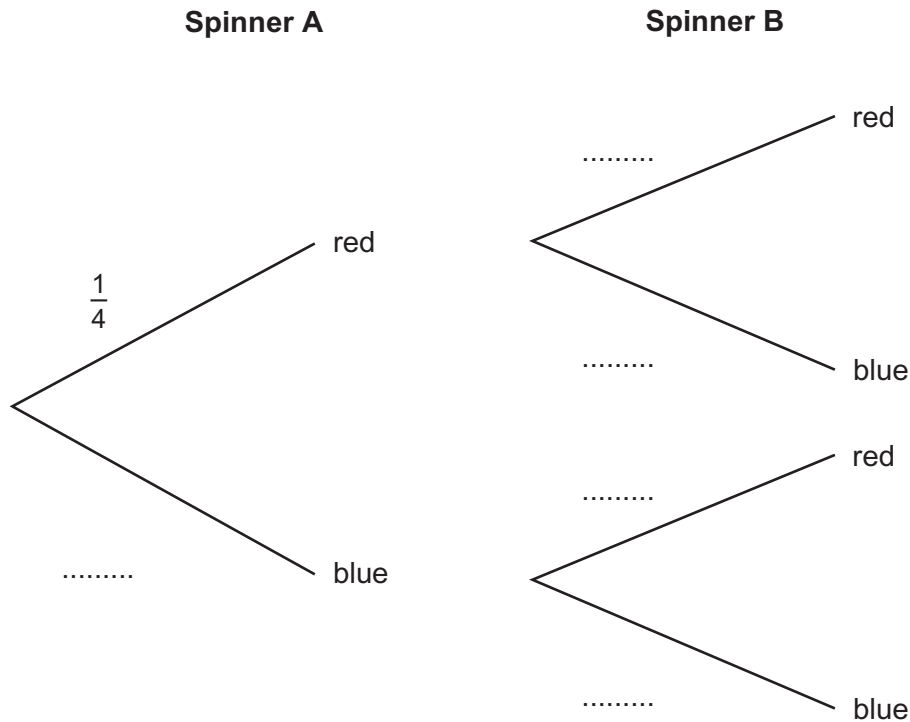 Spinner A Spinner B
red
.........
red
1/4
.........
blue
red
.........
......... blue
.........
blue